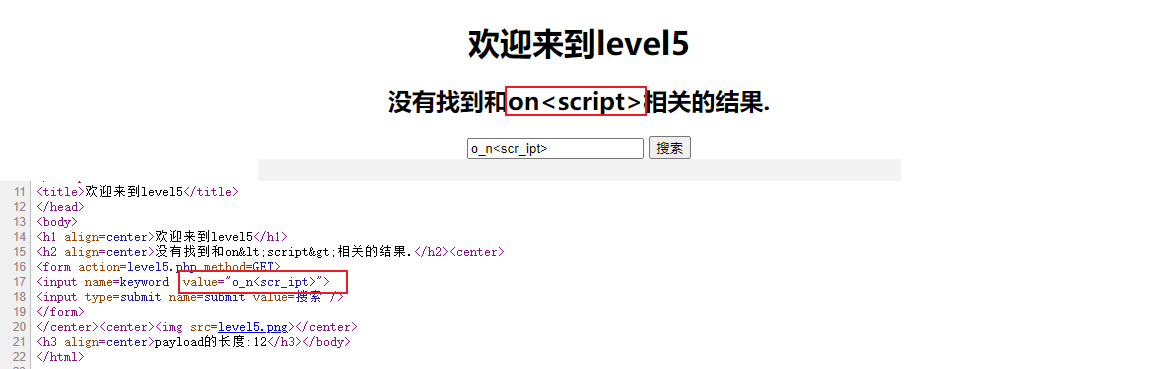 欢迎来到level5
没有找到和on<script>相关的结果.
o_n<scr_ipt> 搜索
11 <title>欢迎来到level5</title>
12 </head>
13 <body>
14 <h1 align=center>欢迎来到level5</h1>
15 <h2 align=center>没有找到和on&lt;script&gt;相关的结果.</h2><center>
16 <form action=level5.php method=GET>
17 <input name=keyword value="o_n<scr_ipt>">
18 <input type=submit name=submit value=搜索 />
19 </form>
20 </center><center><img src=level5.png></center>
21 <h3 align=center>payload的长度:12</h3></body>
22 </html>